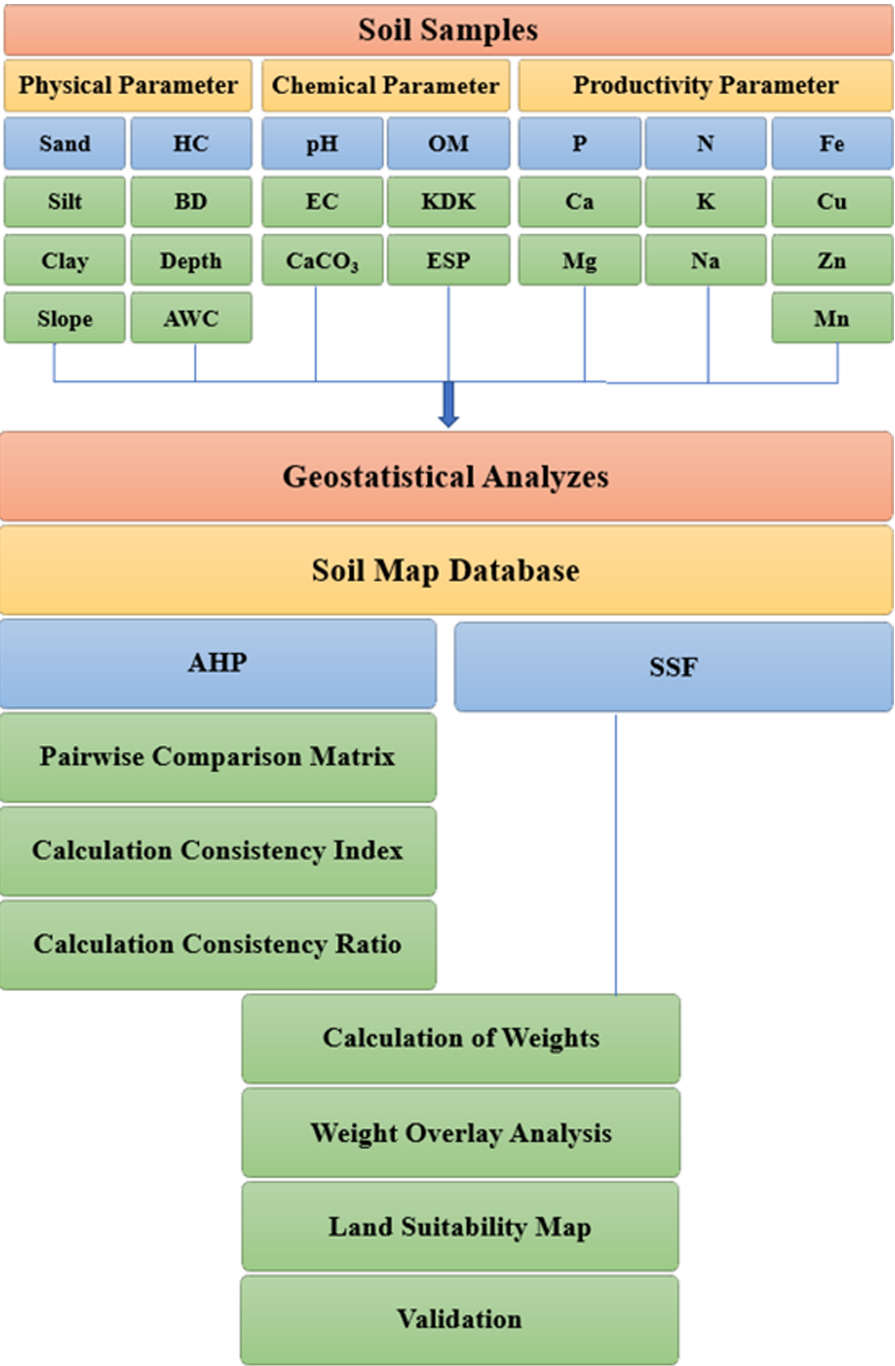 Soil Samples
Physical Parameter Chemical Parameter Productivity Parameter
Sand HC pH OM P N Fe
Silt BD EC KDK Ca K Cu
Clay Depth CaCO₃ ESP Mg Na Zn
Slope AWC Mn
Geostatistical Analyzes
Soil Map Database
AHP SSF
Pairwise Comparison Matrix
Calculation Consistency Index
Calculation Consistency Ratio
Calculation of Weights
Weight Overlay Analysis
Land Suitability Map
Validation